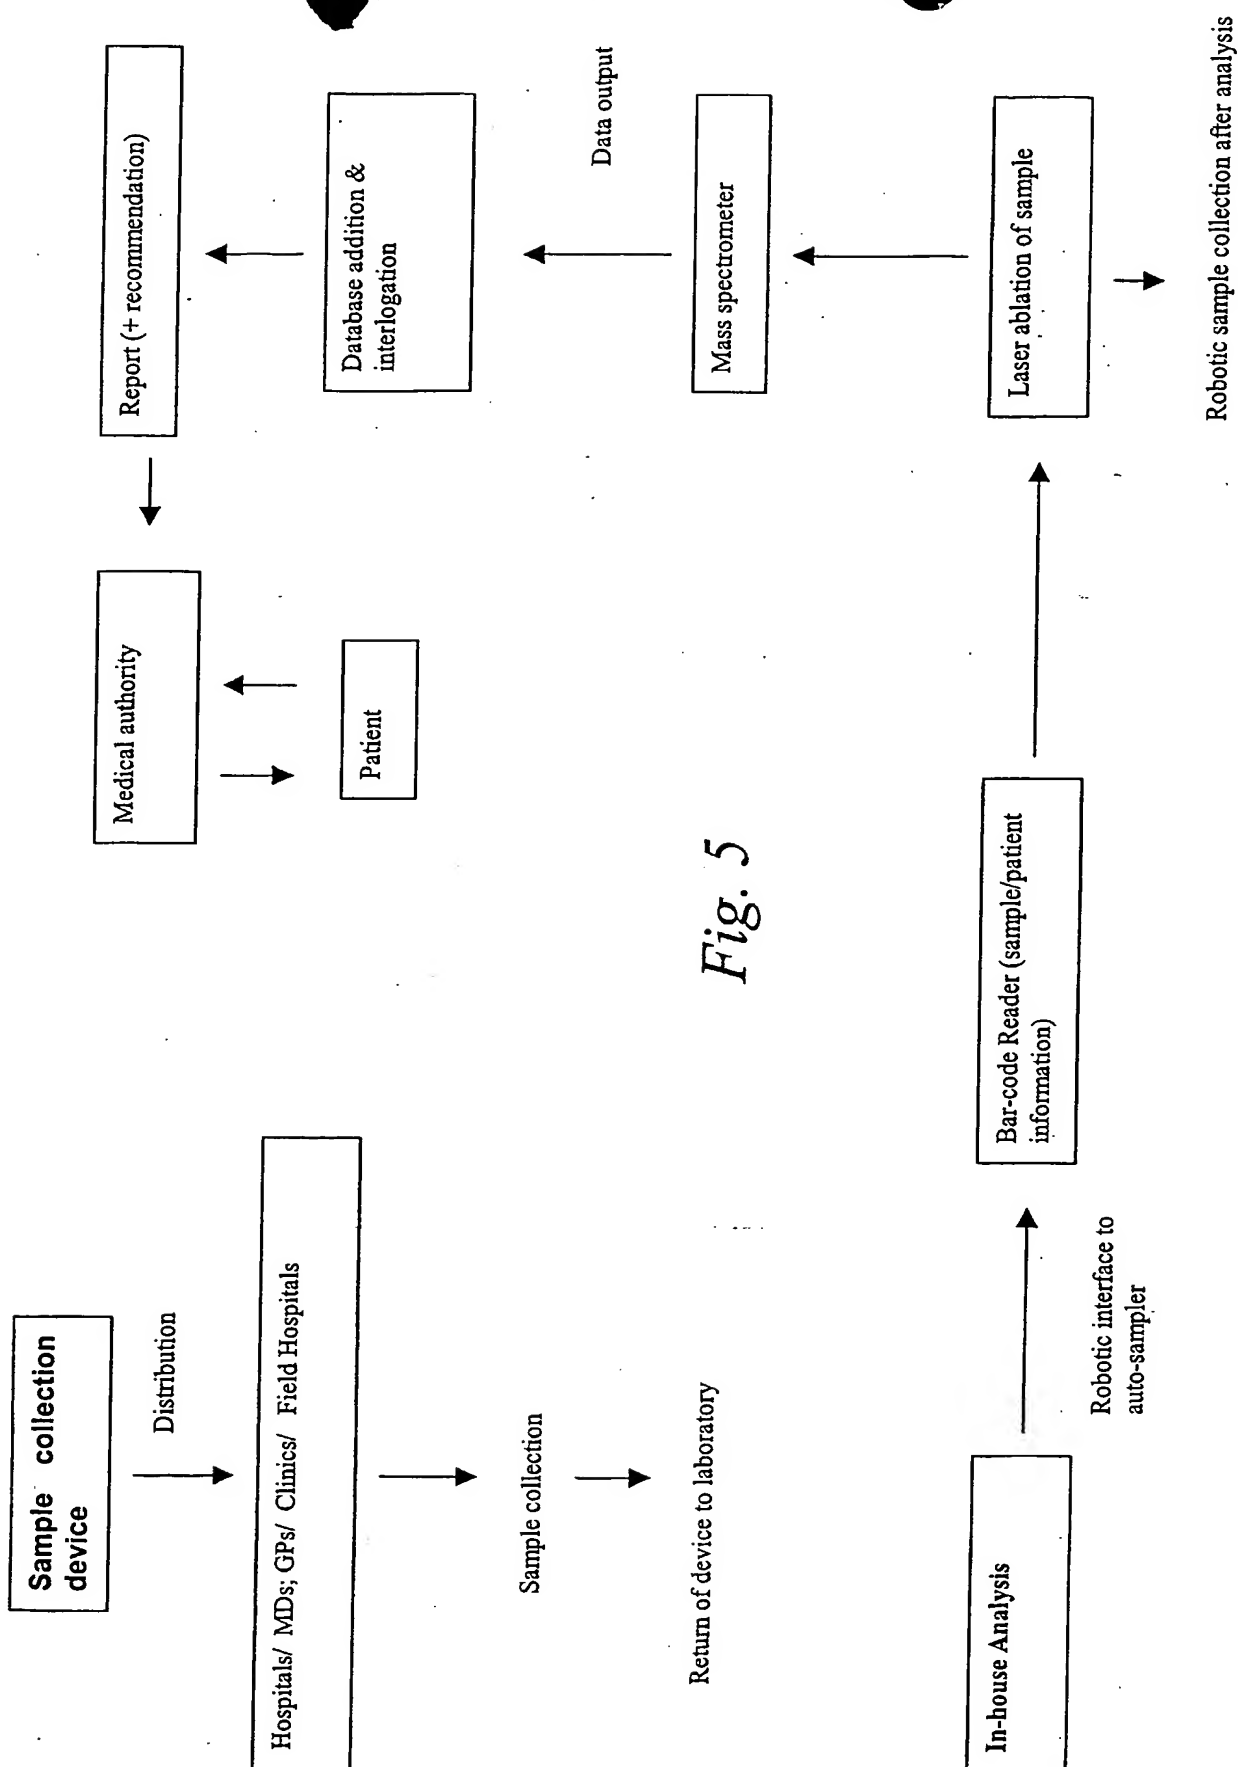 Sample collection
device
Distribution
Hospitals/ MDs; GPs/ Clinics/ Field Hospitals
Sample collection
Return of device to laboratory
In-house Analysis
Robotic interface to
auto-sampler
Bar-code Reader (sample/patient
information)
Laser ablation of sample
Robotic sample collection after analysis
Mass spectrometer
Data output
Database addition &
interlogation
Report (+ recommendation)
Medical authority
Patient
Fig. 5